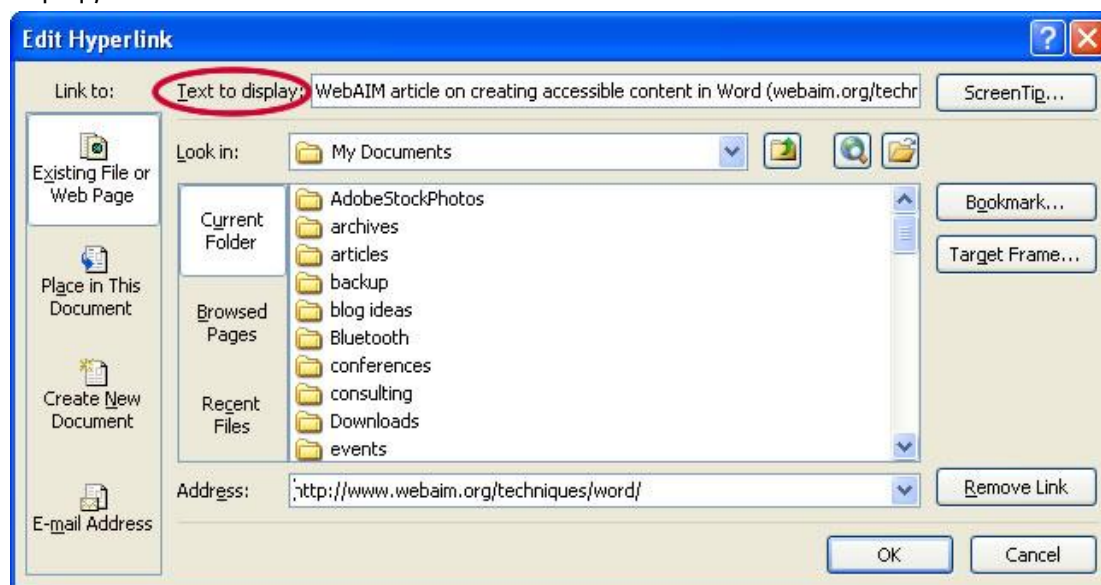 Edit Hyperlink
Link to:
Text to display: WebAIM article on creating accessible content in Word (webaim.org/techr
ScreenTip...
Existing File or
Web Page
Place in This
Document
Create New
Document
E-mail Address
Look in:
My Documents
Current
Folder
Browsed
Pages
Recent
Files
AdobeStockPhotos
archives
articles
backup
blog ideas
Bluetooth
conferences
consulting
Downloads
events
Bookmark...
Target Frame...
Address:
http://www.webaim.org/techniques/word/
Remove Link
OK
Cancel